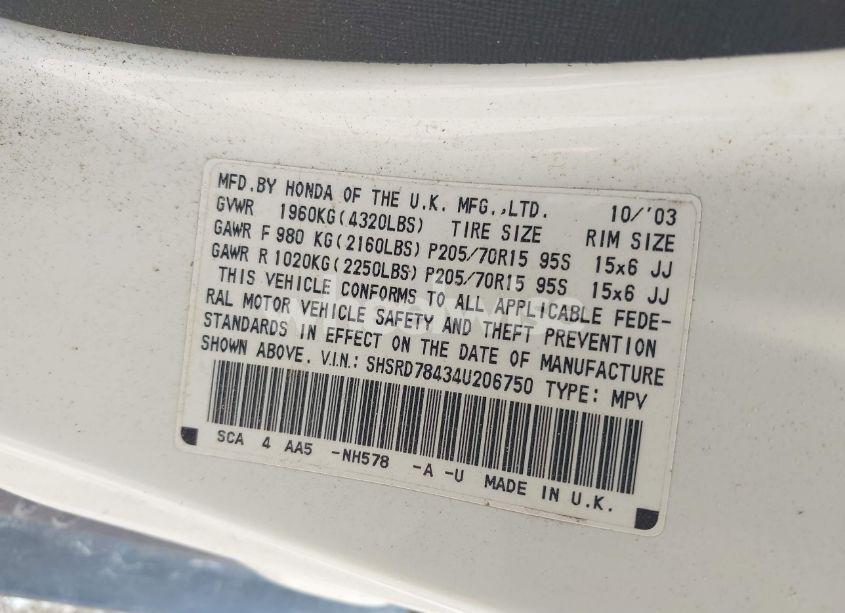 MFD.BY HONDA OF THE U.K. MFG.,LTD. 10/'03
GVWR 1960KG(4320LBS) TIRE SIZE RIM SIZE
GAWR F 980 KG(2160LBS) P205/70R15 95S 15x6 JJ
GAWR R 1020KG(2250LBS) P205/70R15 95S 15x6 JJ
THIS VEHICLE CONFORMS TO ALL APPLICABLE FEDE-
RAL MOTOR VEHICLE SAFETY AND THEFT PREVENTION
STANDARDS IN EFFECT ON THE DATE OF MANUFACTURE
SHOWN ABOVE. V.I.N.: SHSRD78434U206750 TYPE: MPV
SCA 4 AA5 -NH578 -A -U MADE IN U.K.